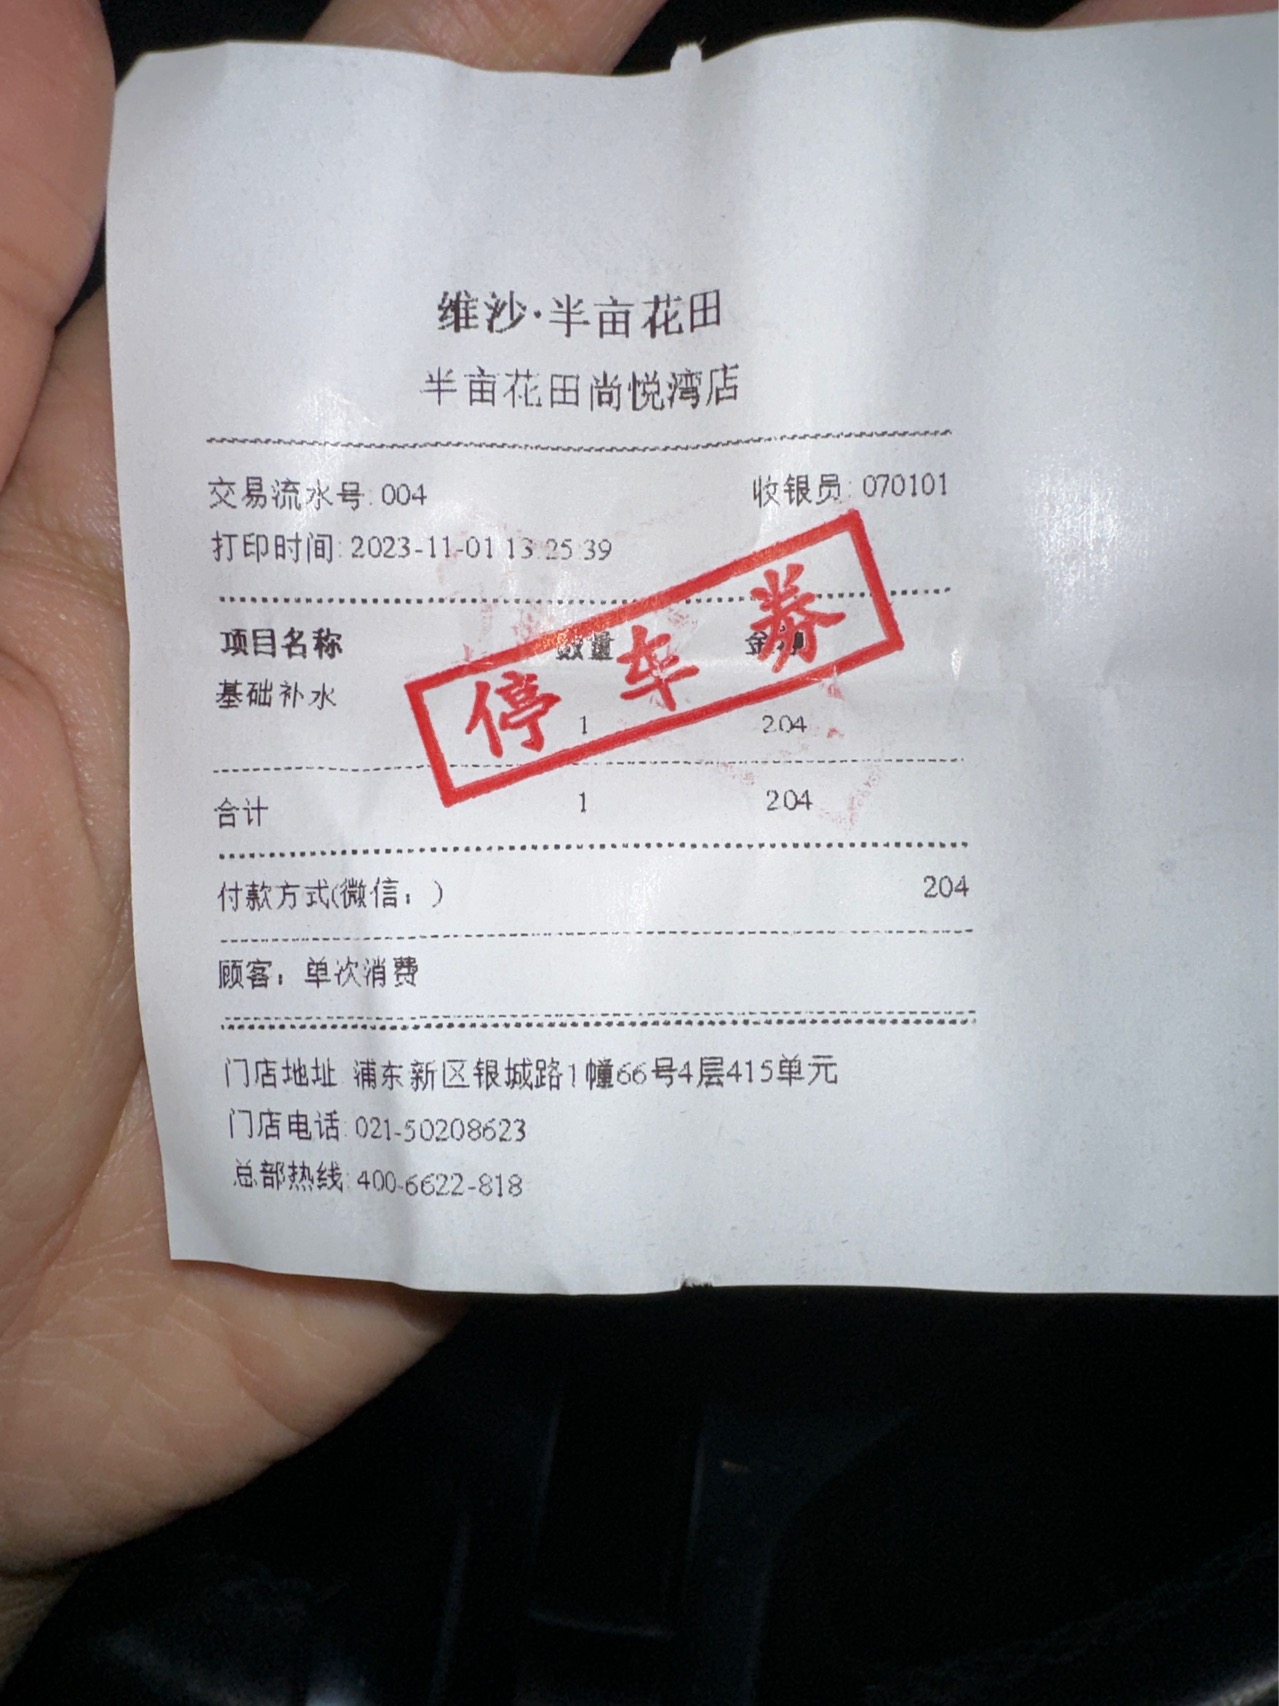 维沙·半亩花田
半亩花田尚悦湾店
交易流水号:004 收银员:070101
打印时间:2023-11-01 13:25:39
项目名称 数量 金额
停车券
基础补水
1 204
合计 1 204
付款方式(微信：) 204
顾客：单次消费
门店地址:浦东新区银城路1幢66号4层415单元
门店电话:021-50208623
总部热线:400-6622-818